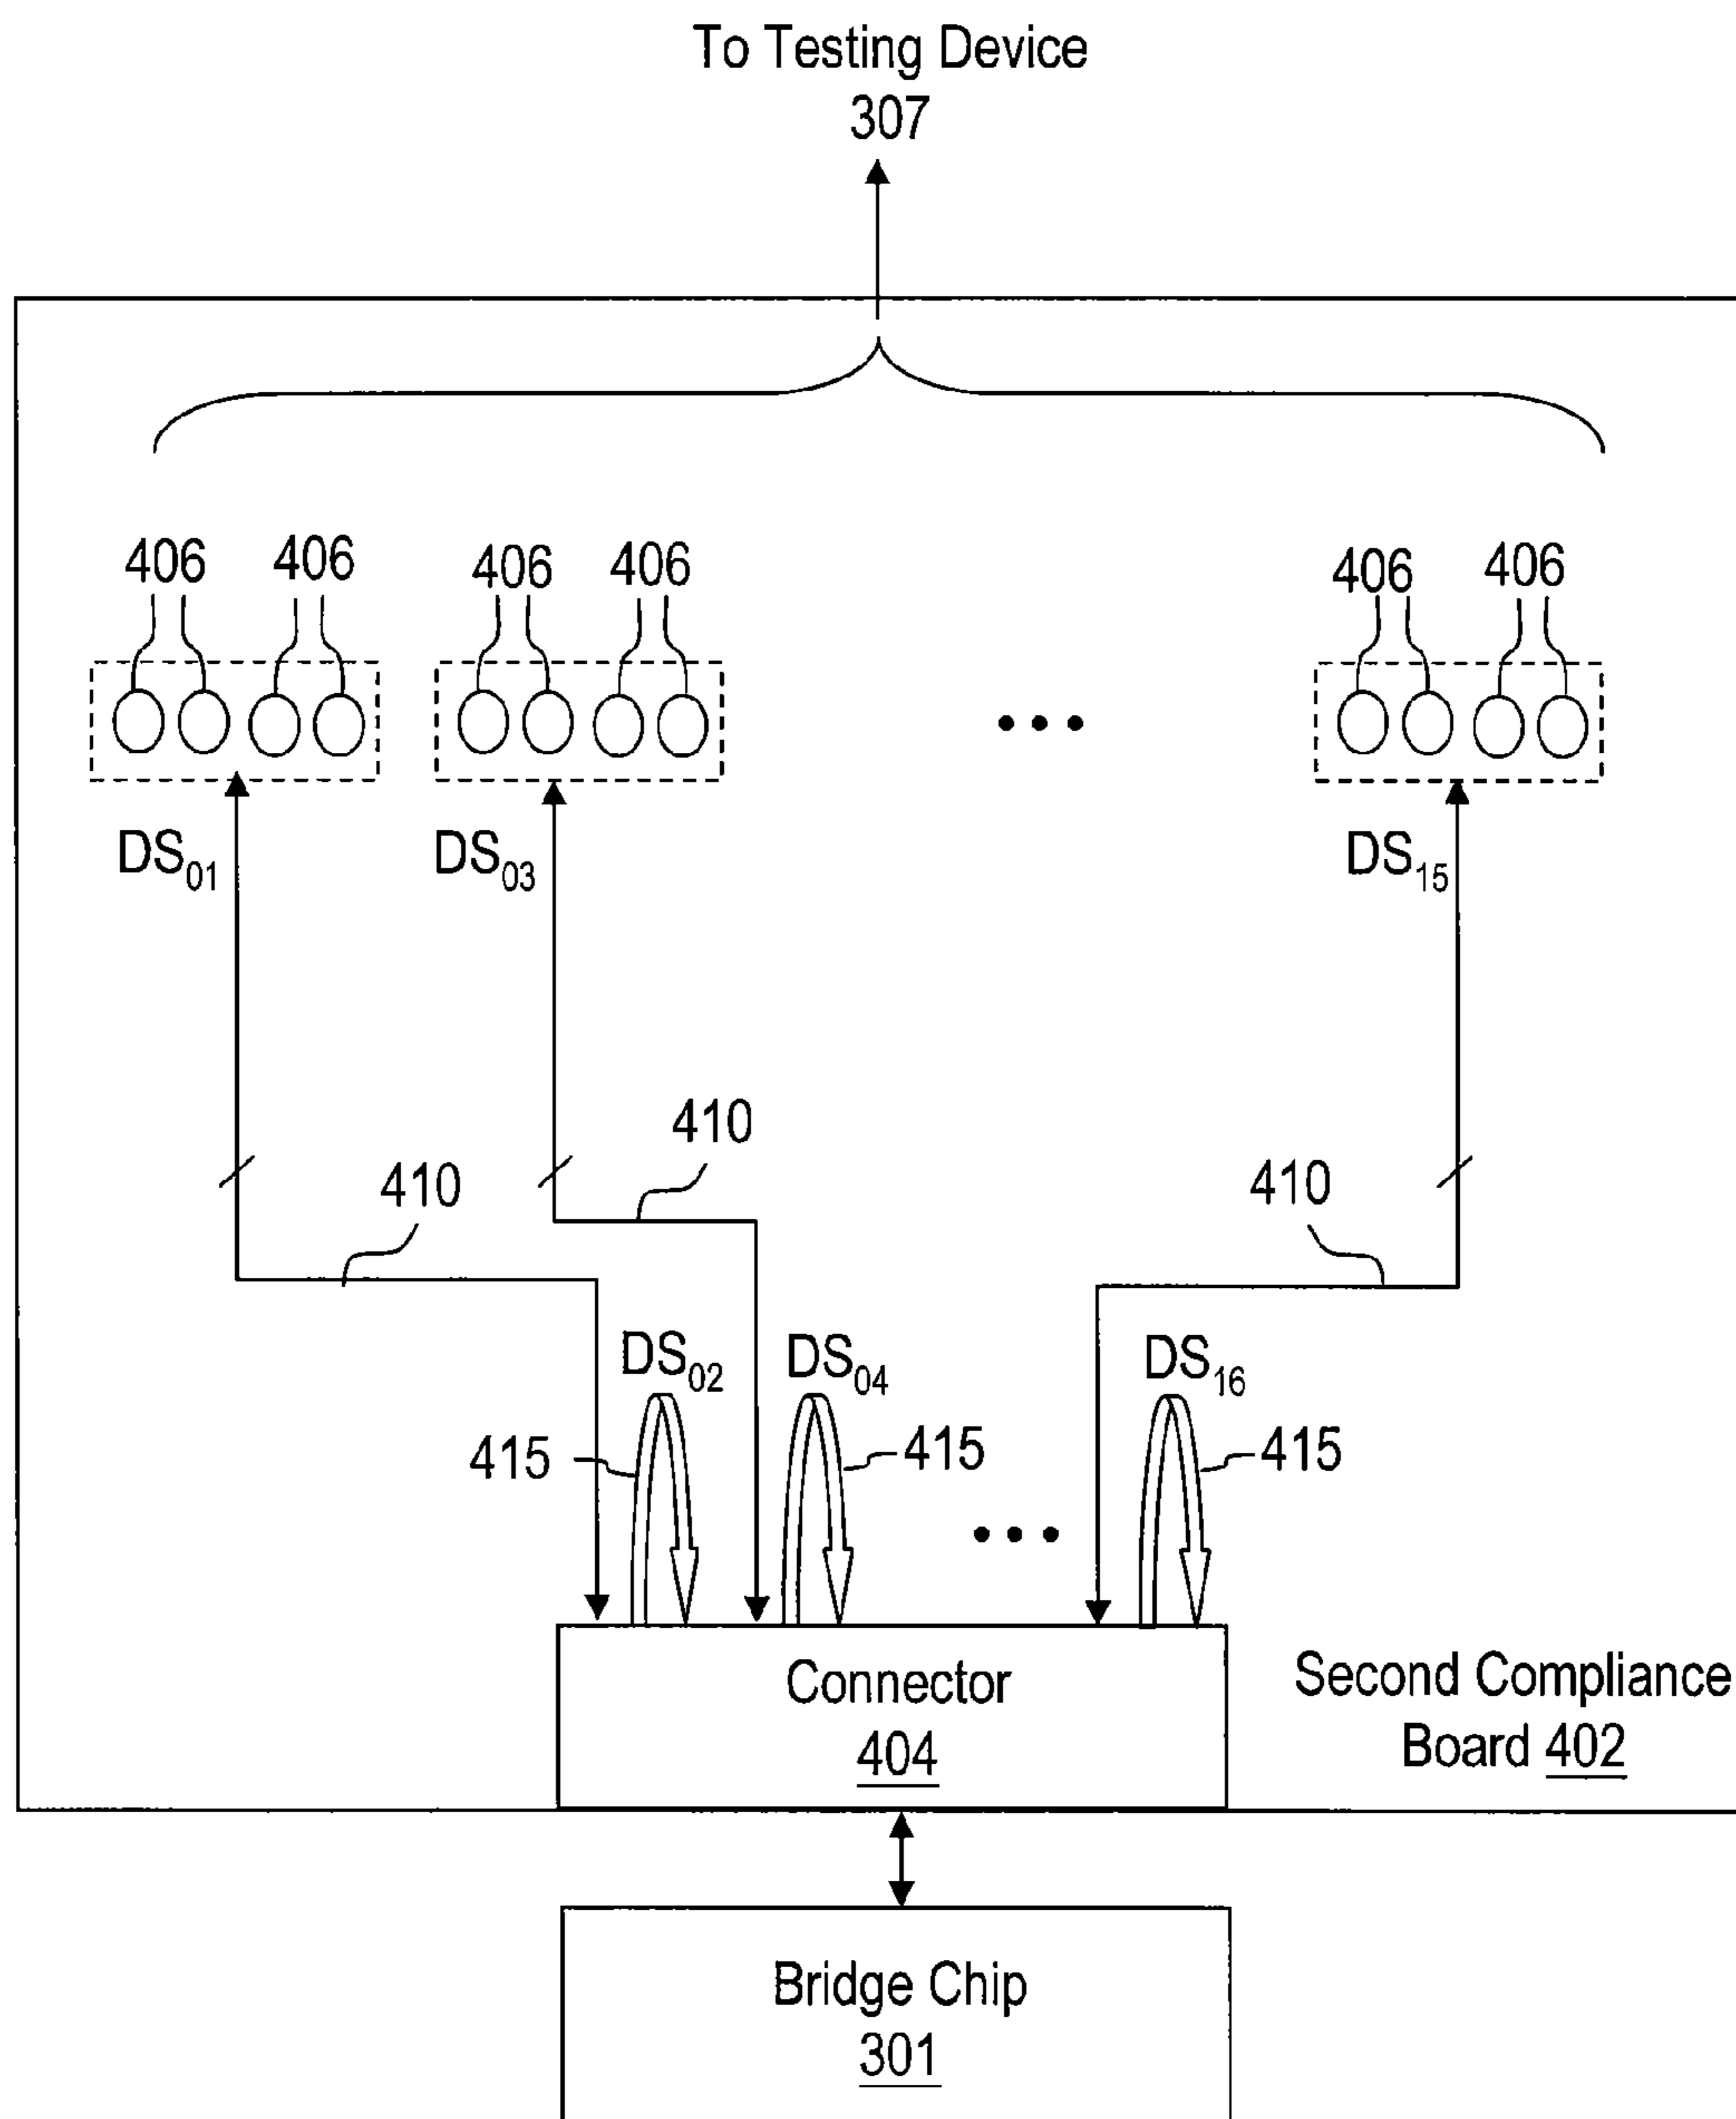 To Testing Device
307
406 406 406 406 406 406
DS01 DS03 DS15
410 410 410
DS02 DS04 DS16
415 415 415
Connector
404
Second Compliance
Board 402
Bridge Chip
301